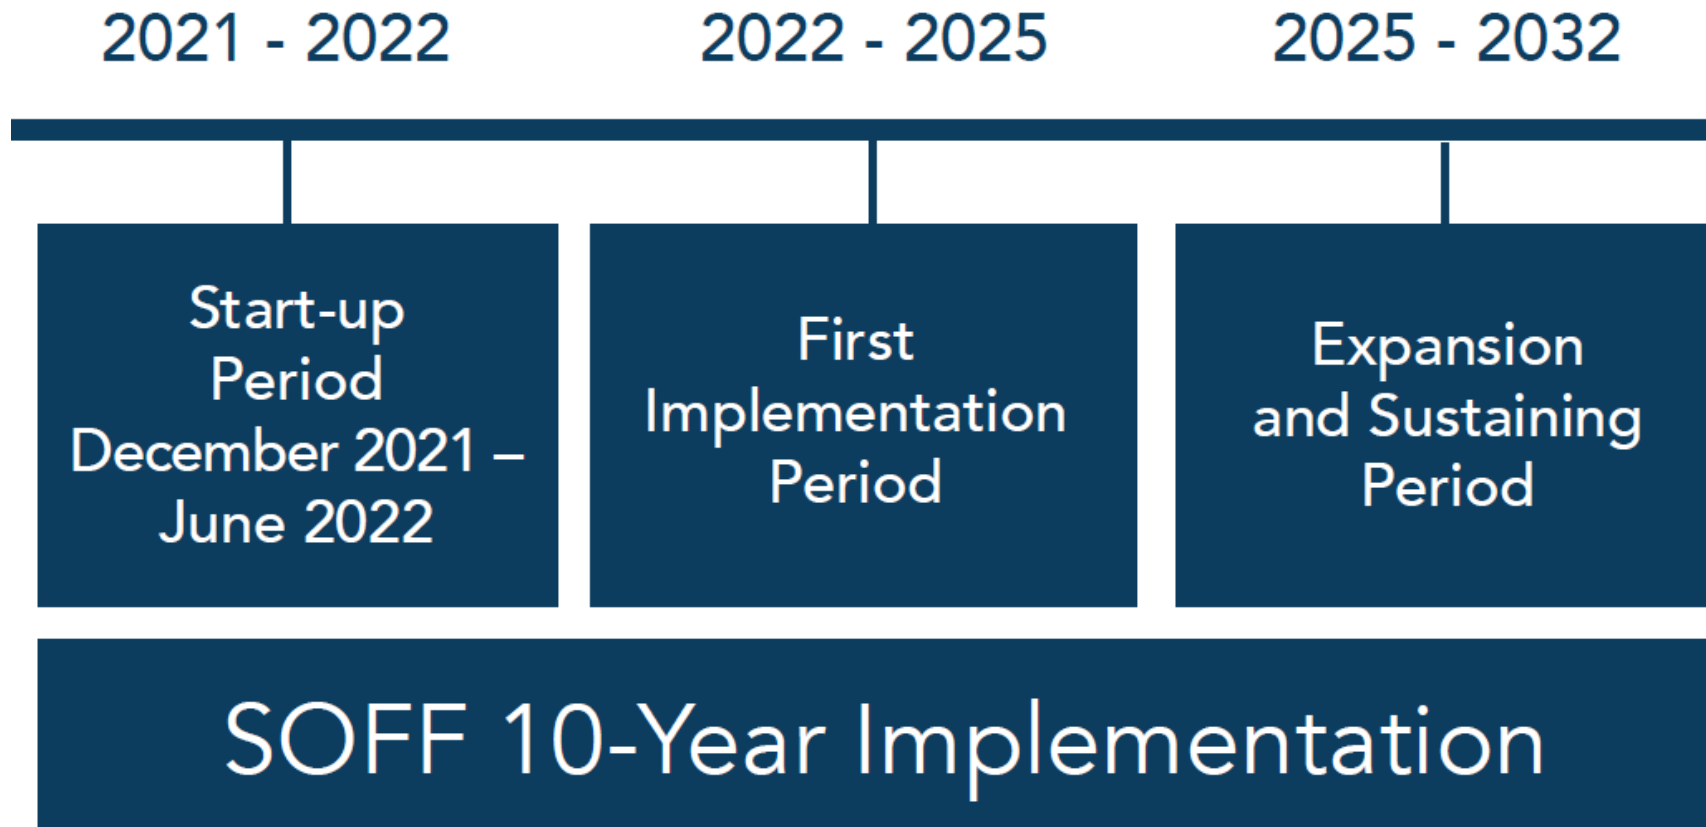 2021 - 2022
2022 - 2025
2025 - 2032
Start-up
Period
December 2021 –
June 2022
First
Implementation
Period
Expansion
and Sustaining
Period
SOFF 10-Year Implementation